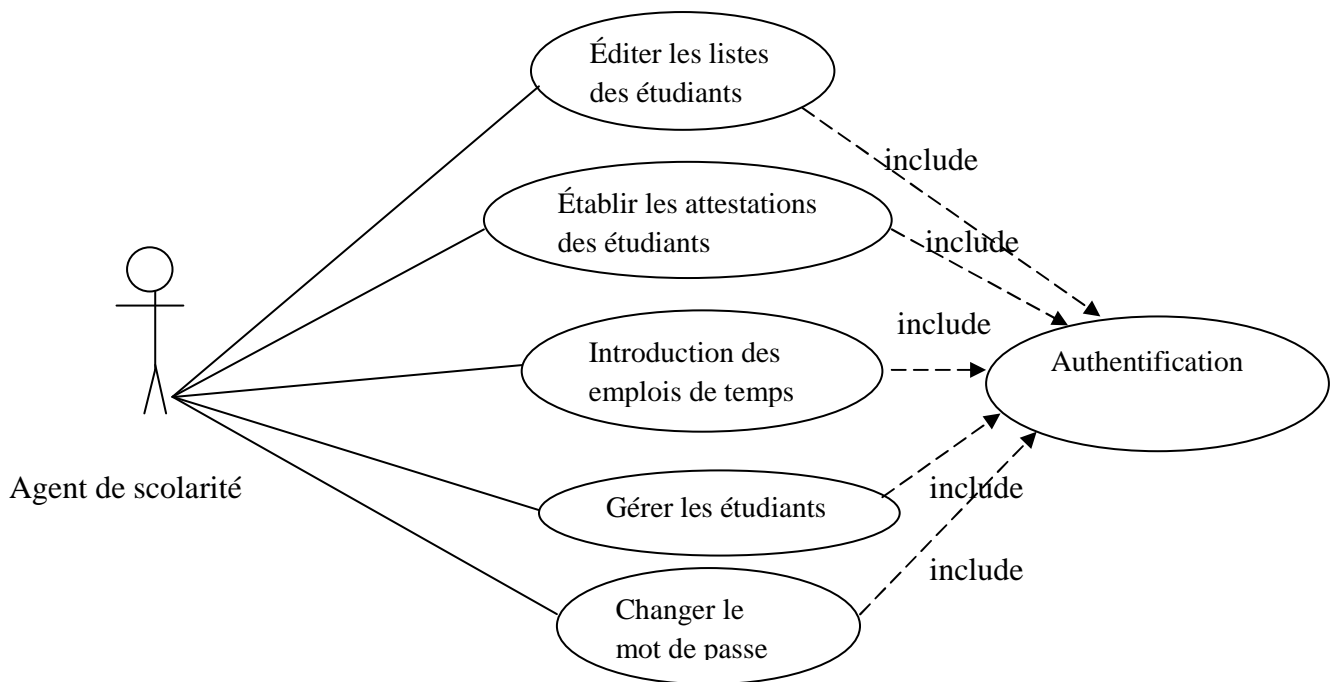 Éditer les listes
des étudiants
include
Établir les attestations
des étudiants
include
include
Introduction des
emplois de temps
Authentification
Agent de scolarité
Gérer les étudiants
include
include
Changer le
mot de passe